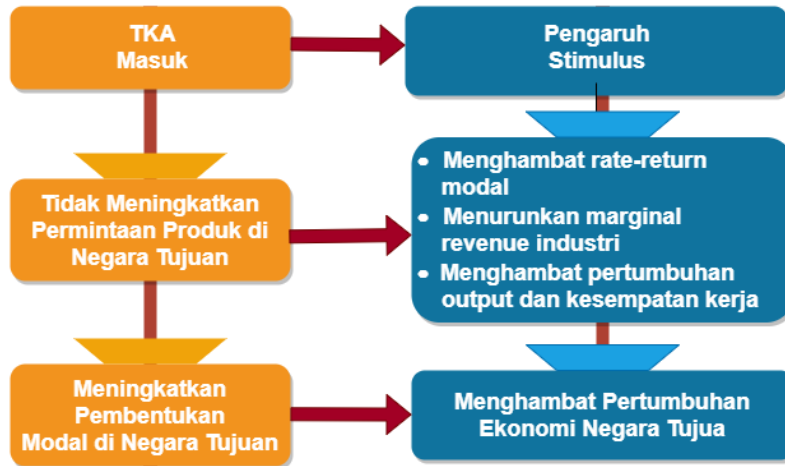 TKA
Masuk
Pengaruh
Stimulus
Tidak Meningkatkan
Permintaan Produk di
Negara Tujuan
• Menghambat rate-return
modal
• Menurunkan marginal
revenue industri
• Menghambat pertumbuhan
output dan kesempatan kerja
Meningkatkan
Pembentukan
Modal di Negara Tujuan
Menghambat Pertumbuhan
Ekonomi Negara Tujua